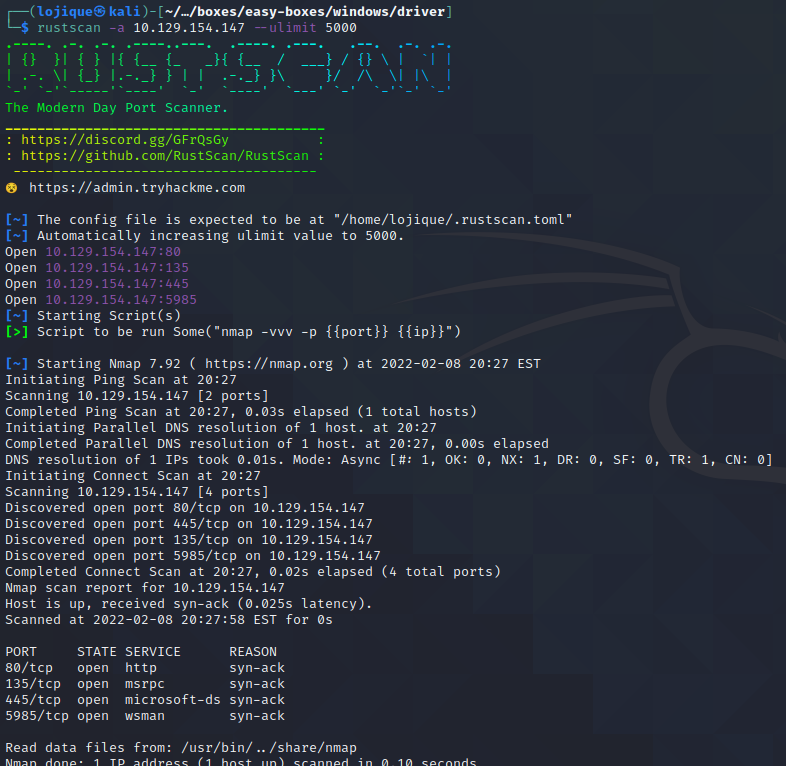 ┌──(lojique㉿kali)-[~/…/boxes/easy-boxes/windows/driver]
└─$ rustscan -a 10.129.154.147 --ulimit 5000
.----. .-. .-. .----..---.  .----. .---.   .--.  .-. .-.
| {}  }| { } |{ {__ {_   _}{ {__  /  ___} / {} \ |  `| |
| .-. \| {_} |.-._} } | |  .-._} }\     }/  /\  \| |\  |
`-' `-'`-----'`----'  `-'  `----'  `---' `-'  `-'`-' `-'
The Modern Day Port Scanner.
________________________________________
: https://discord.gg/GFrQsGy           :
: https://github.com/RustScan/RustScan :
 --------------------------------------
😵 https://admin.tryhackme.com
[~] The config file is expected to be at "/home/lojique/.rustscan.toml"
[~] Automatically increasing ulimit value to 5000.
Open 10.129.154.147:80
Open 10.129.154.147:135
Open 10.129.154.147:445
Open 10.129.154.147:5985
[~] Starting Script(s)
[>] Script to be run Some("nmap -vvv -p {{port}} {{ip}}")
[~] Starting Nmap 7.92 ( https://nmap.org ) at 2022-02-08 20:27 EST
Initiating Ping Scan at 20:27
Scanning 10.129.154.147 [2 ports]
Completed Ping Scan at 20:27, 0.03s elapsed (1 total hosts)
Initiating Parallel DNS resolution of 1 host. at 20:27
Completed Parallel DNS resolution of 1 host. at 20:27, 0.00s elapsed
DNS resolution of 1 IPs took 0.01s. Mode: Async [#: 1, OK: 0, NX: 1, DR: 0, SF: 0, TR: 1, CN: 0]
Initiating Connect Scan at 20:27
Scanning 10.129.154.147 [4 ports]
Discovered open port 80/tcp on 10.129.154.147
Discovered open port 445/tcp on 10.129.154.147
Discovered open port 135/tcp on 10.129.154.147
Discovered open port 5985/tcp on 10.129.154.147
Completed Connect Scan at 20:27, 0.02s elapsed (4 total ports)
Nmap scan report for 10.129.154.147
Host is up, received syn-ack (0.025s latency).
Scanned at 2022-02-08 20:27:58 EST for 0s
PORT     STATE SERVICE      REASON
80/tcp   open  http         syn-ack
135/tcp  open  msrpc        syn-ack
445/tcp  open  microsoft-ds syn-ack
5985/tcp open  wsman        syn-ack
Read data files from: /usr/bin/../share/nmap
Nmap done: 1 IP address (1 host up) scanned in 0.10 seconds